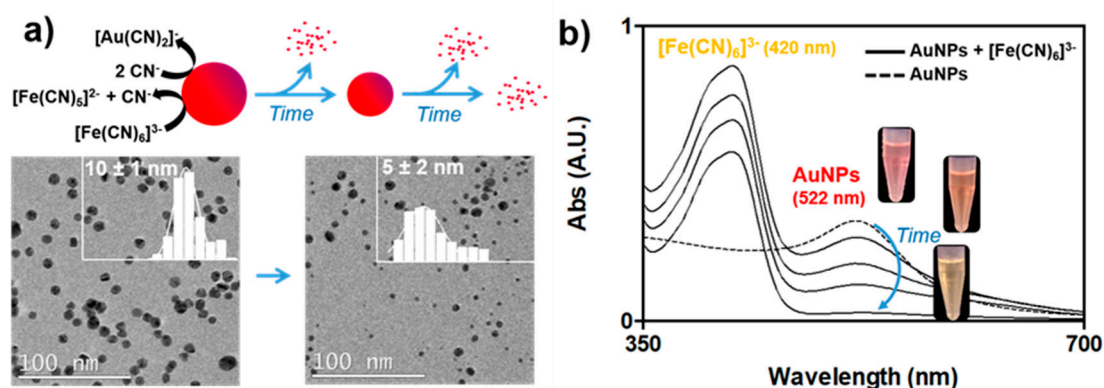 a)
[Au(CN)₂]⁻
2 CN⁻
[Fe(CN)₅]²⁻ + CN⁻
[Fe(CN)₆]³⁻
Time
Time
10 ± 1 nm
100 nm
5 ± 2 nm
100 nm
b)
1
[Fe(CN)₆]³⁻ (420 nm)
AuNPs + [Fe(CN)₆]³⁻
AuNPs
AuNPs
(522 nm)
Time
Abs (A.U.)
0
350
700
Wavelength (nm)